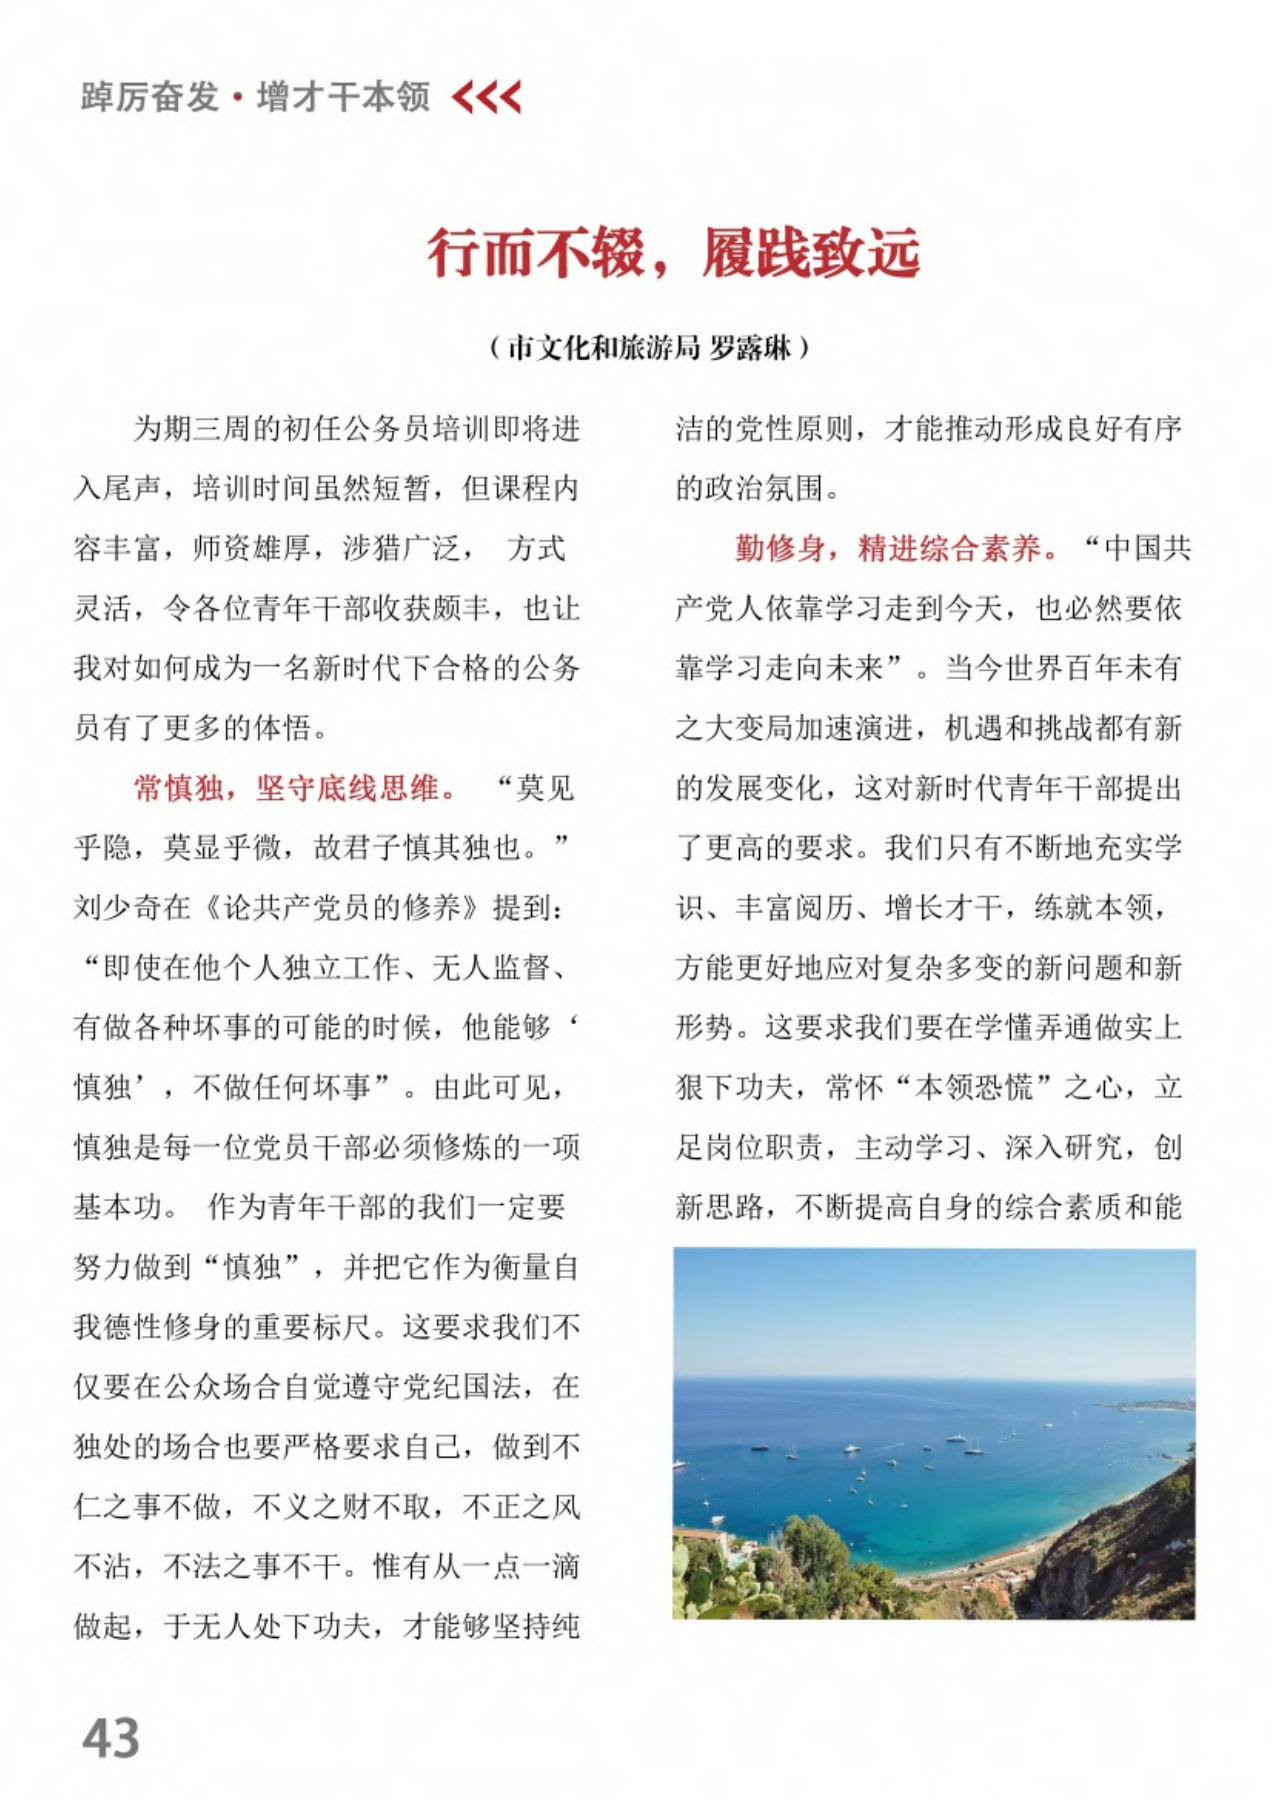 踔厉奋发·增才干本领
行而不辍，履践致远
（市文化和旅游局 罗露琳）
为期三周的初任公务员培训即将进
入尾声，培训时间虽然短暂，但课程内
容丰富，师资雄厚，涉猎广泛， 方式
灵活，令各位青年干部收获颇丰，也让
我对如何成为一名新时代下合格的公务
员有了更多的体悟。
常慎独，坚守底线思维。 “莫见
乎隐，莫显乎微，故君子慎其独也。”
刘少奇在《论共产党员的修养》提到：
“即使在他个人独立工作、无人监督、
有做各种坏事的可能的时候，他能够‘
慎独’，不做任何坏事”。由此可见，
慎独是每一位党员干部必须修炼的一项
基本功。 作为青年干部的我们一定要
努力做到“慎独”，并把它作为衡量自
我德性修身的重要标尺。这要求我们不
仅要在公众场合自觉遵守党纪国法，在
独处的场合也要严格要求自己，做到不
仁之事不做，不义之财不取，不正之风
不沾，不法之事不干。惟有从一点一滴
做起，于无人处下功夫，才能够坚持纯
洁的党性原则，才能推动形成良好有序
的政治氛围。
勤修身，精进综合素养。“中国共
产党人依靠学习走到今天，也必然要依
靠学习走向未来”。当今世界百年未有
之大变局加速演进，机遇和挑战都有新
的发展变化，这对新时代青年干部提出
了更高的要求。我们只有不断地充实学
识、丰富阅历、增长才干，练就本领，
方能更好地应对复杂多变的新问题和新
形势。这要求我们要在学懂弄通做实上
狠下功夫，常怀“本领恐慌”之心，立
足岗位职责，主动学习、深入研究，创
新思路，不断提高自身的综合素质和能
43